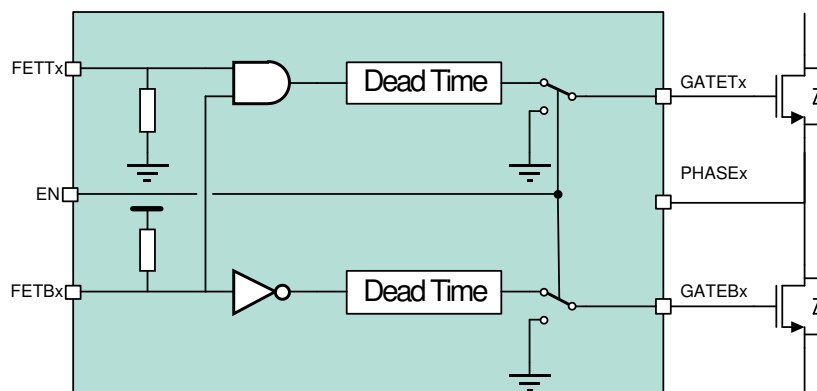 FETTx
Dead Time
GATETx
PHASEx
EN
FETBx
Dead Time
GATEBx